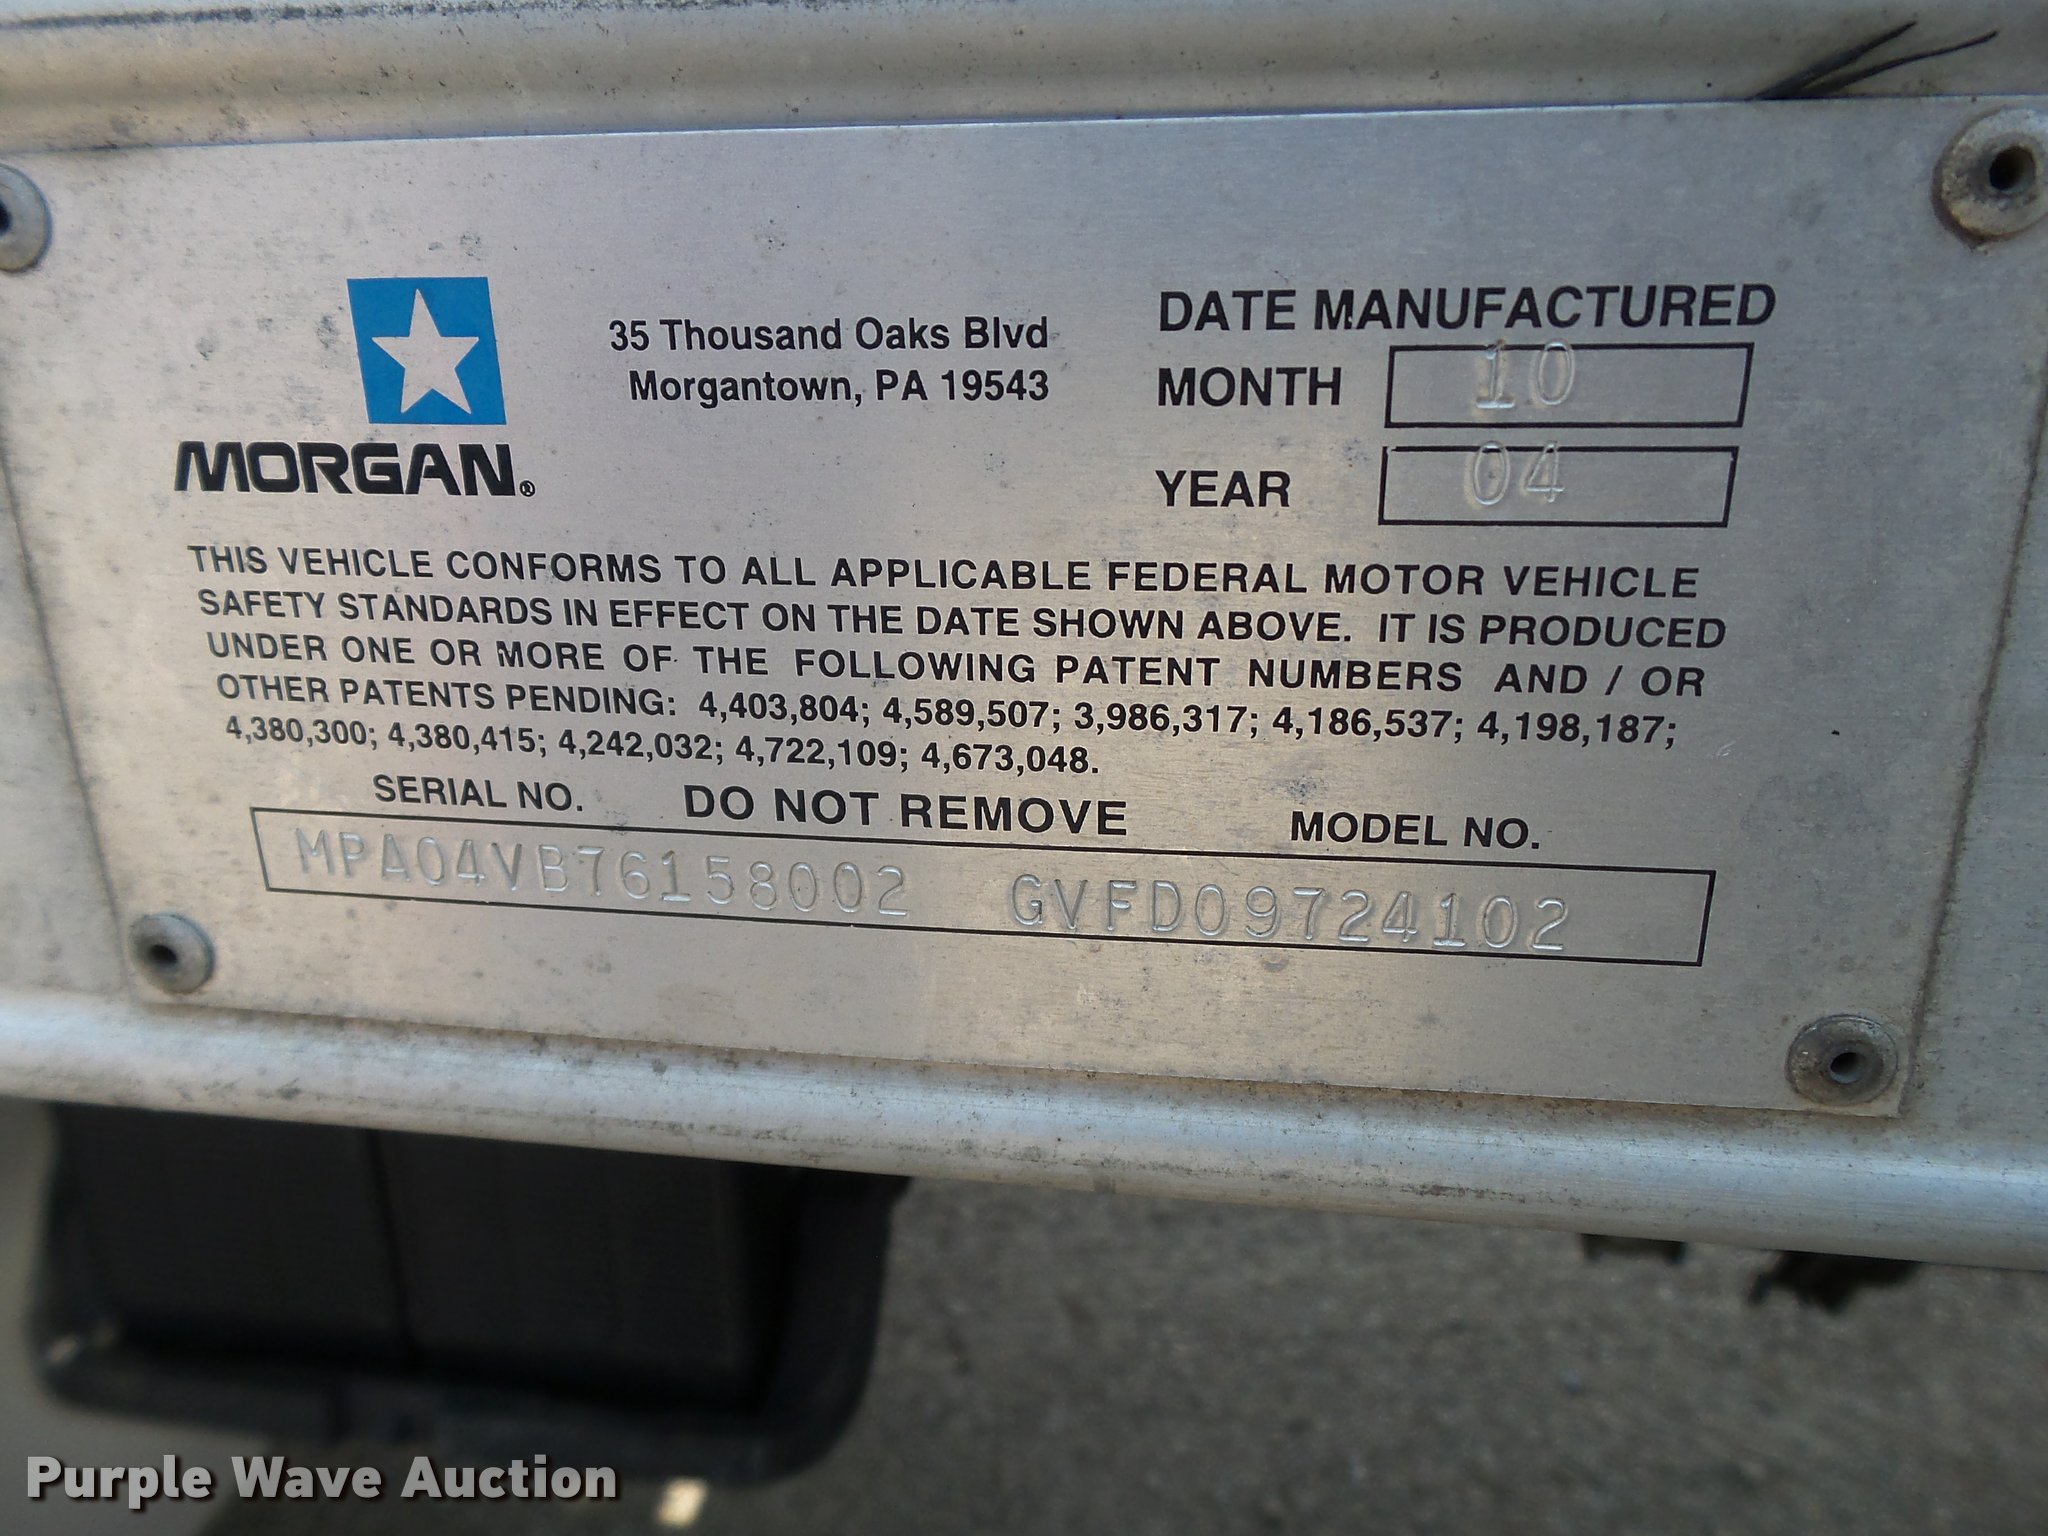 MORGAN®
35 Thousand Oaks Blvd
Morgantown, PA 19543
DATE MANUFACTURED
MONTH 10
YEAR 04
THIS VEHICLE CONFORMS TO ALL APPLICABLE FEDERAL MOTOR VEHICLE
SAFETY STANDARDS IN EFFECT ON THE DATE SHOWN ABOVE. IT IS PRODUCED
UNDER ONE OR MORE OF THE FOLLOWING PATENT NUMBERS AND / OR
OTHER PATENTS PENDING: 4,403,804; 4,589,507; 3,986,317; 4,186,537; 4,198,187;
4,380,300; 4,380,415; 4,242,032; 4,722,109; 4,673,048.
SERIAL NO. DO NOT REMOVE MODEL NO.
MPA04VB76158002 GVFD09724102
Purple Wave Auction